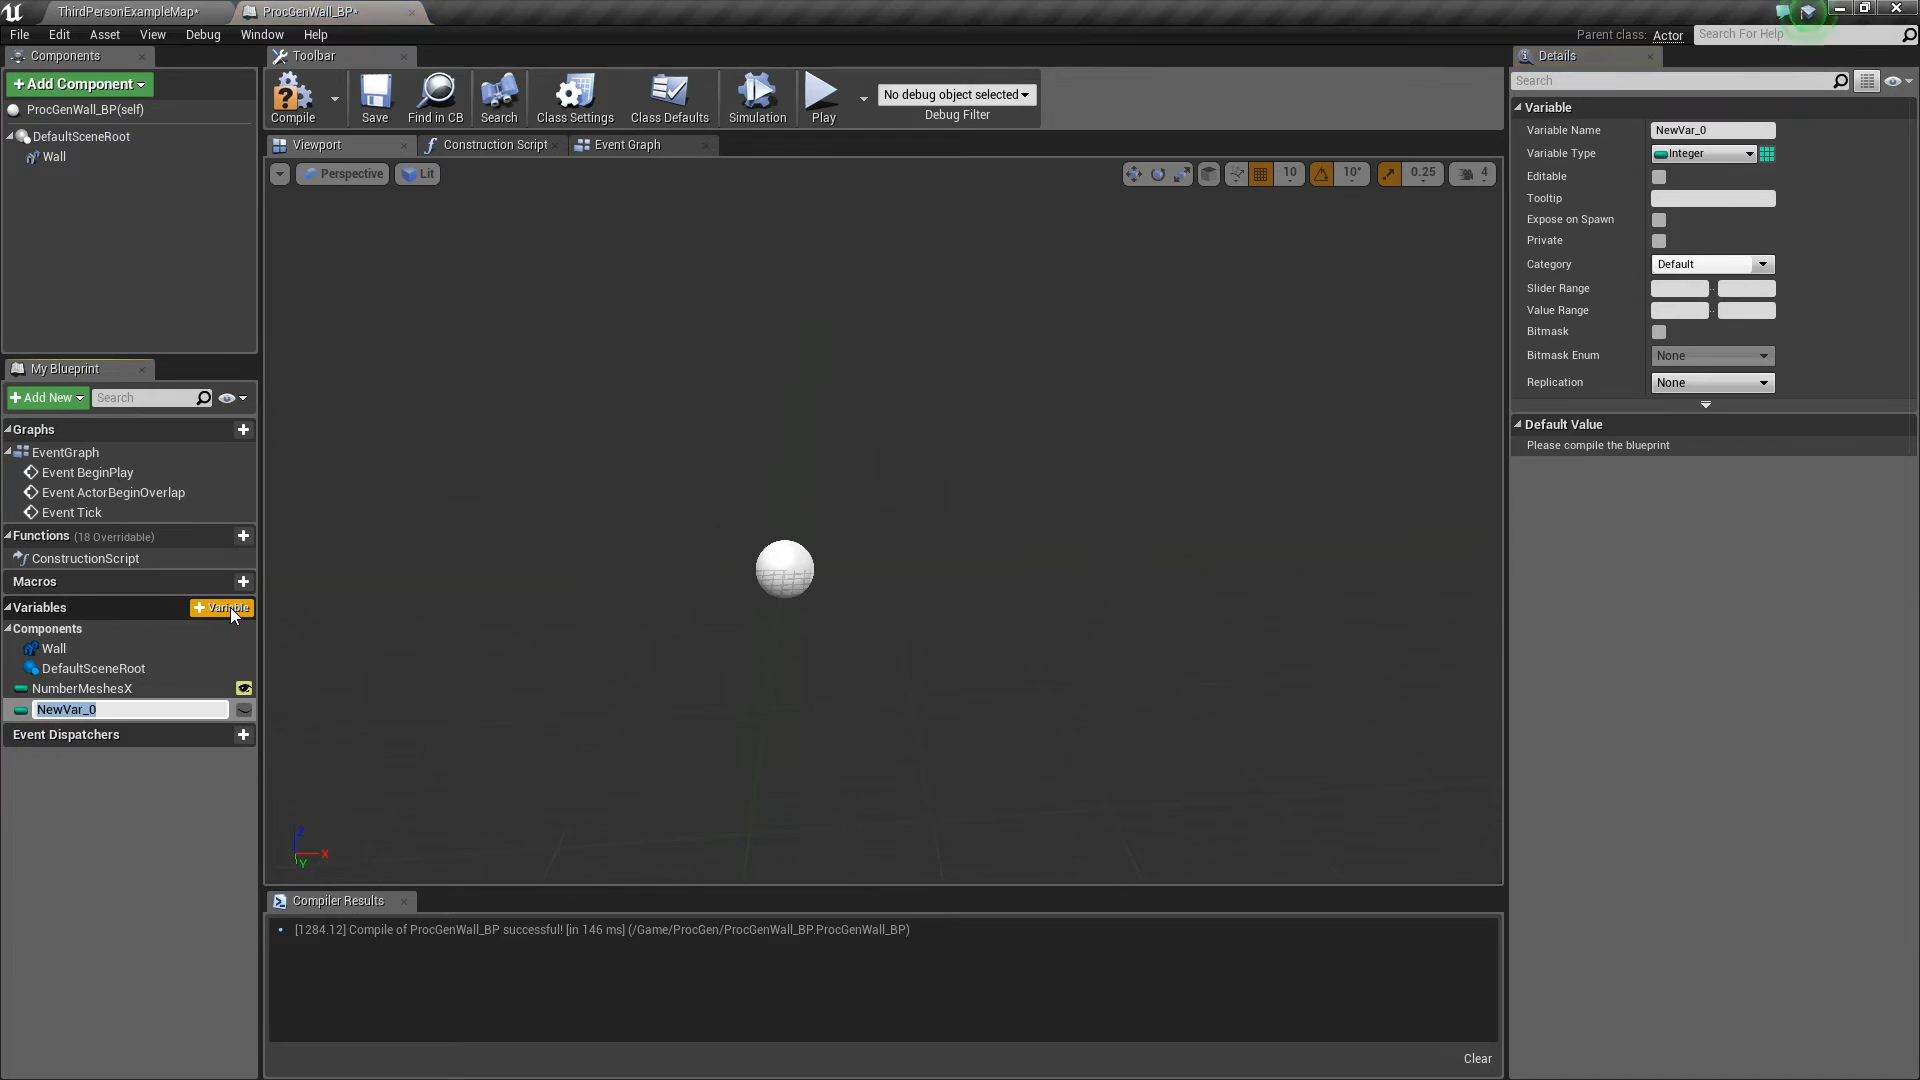 ThirdPersonExampleMap*
ProcGenWall_BP*
File Edit Asset View Debug Window Help
Parent class: Actor
Search For Help
Components
+Add Component
ProcGenWall_BP(self)
DefaultSceneRoot
Wall
My Blueprint
+Add New
Search
Graphs
EventGraph
Event BeginPlay
Event ActorBeginOverlap
Event Tick
Functions (18 Overridable)
ConstructionScript
Macros
Variables
+ Variable
Components
Wall
DefaultSceneRoot
NumberMeshesX
NewVar_0
Event Dispatchers
Toolbar
Compile
Save
Find in CB
Search
Class Settings
Class Defaults
Simulation
Play
No debug object selected
Debug Filter
Viewport
Construction Script
Event Graph
Perspective
Lit
10
10°
0.25
4
Z
X
Y
Compiler Results
• [1284.12] Compile of ProcGenWall_BP successful! [in 146 ms] (/Game/ProcGen/ProcGenWall_BP.ProcGenWall_BP)
Clear
Details
Search
Variable
Variable Name NewVar_0
Variable Type Integer
Editable
Tooltip
Expose on Spawn
Private
Category Default
Slider Range
Value Range
Bitmask
Bitmask Enum None
Replication None
Default Value
Please compile the blueprint